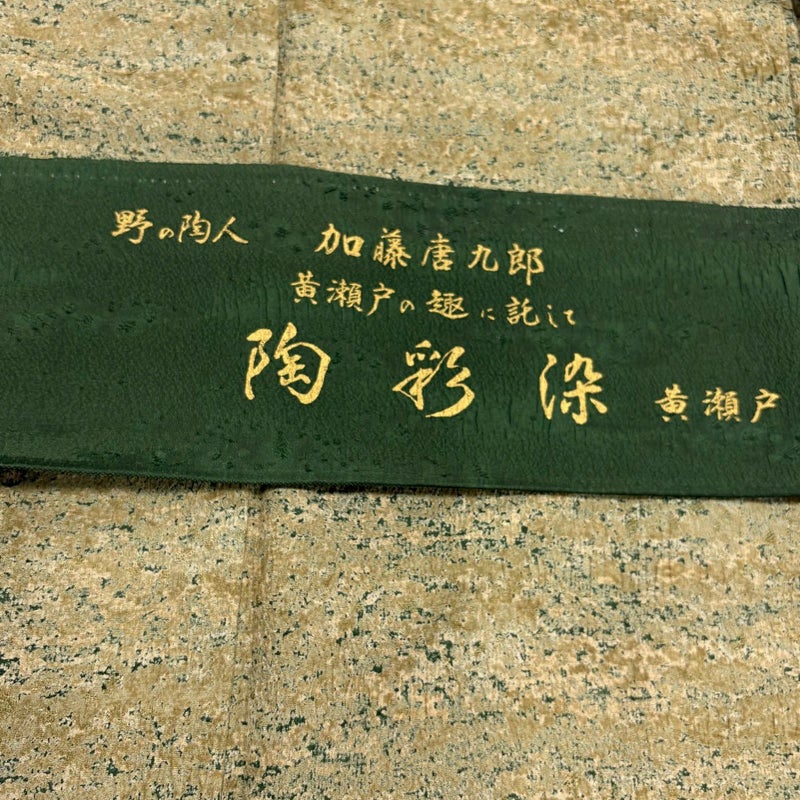 野の陶人 加藤唐九郎
黄瀬戸の趣に託して
陶彩染 黄瀬戸